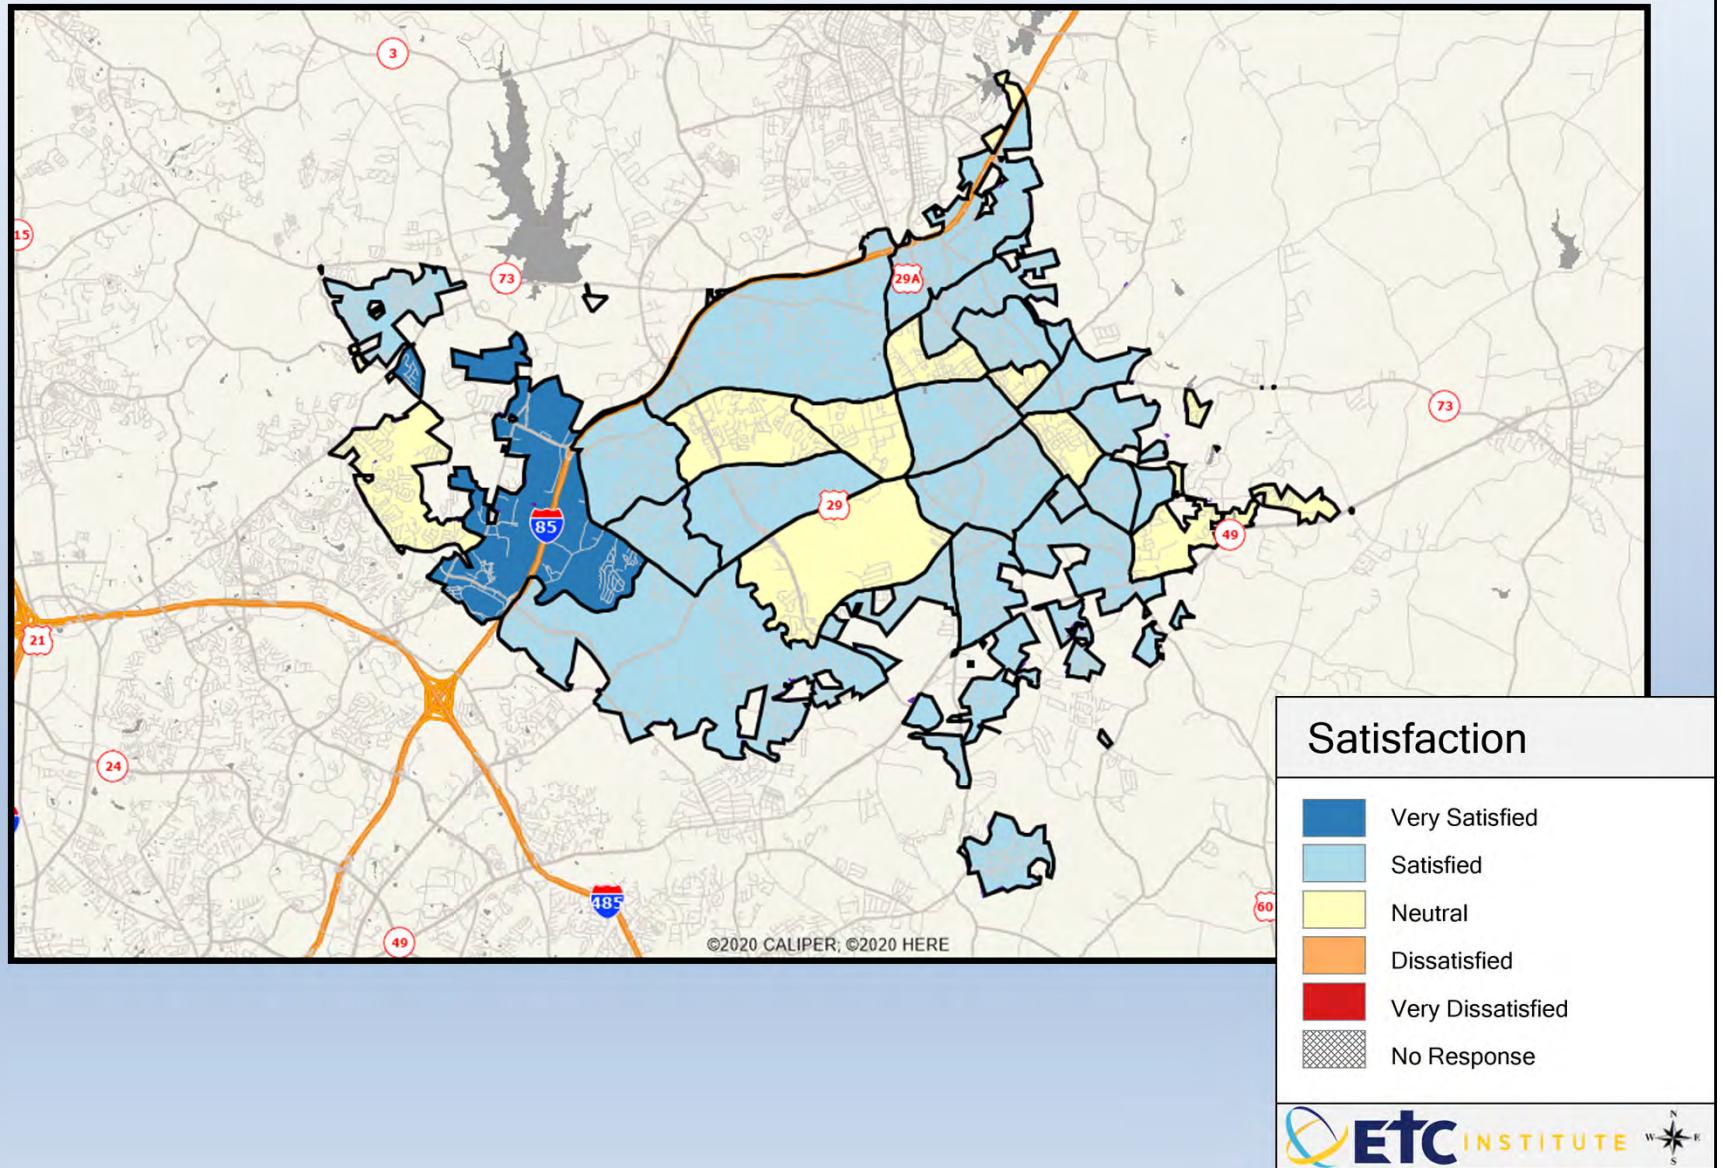 3
15
73
29A
73
29
85
49
21
24
485
49
60
©2020 CALIPER; ©2020 HERE
Satisfaction
Very Satisfied
Satisfied
Neutral
Dissatisfied
Very Dissatisfied
No Response
ETC INSTITUTE
N
W E
S